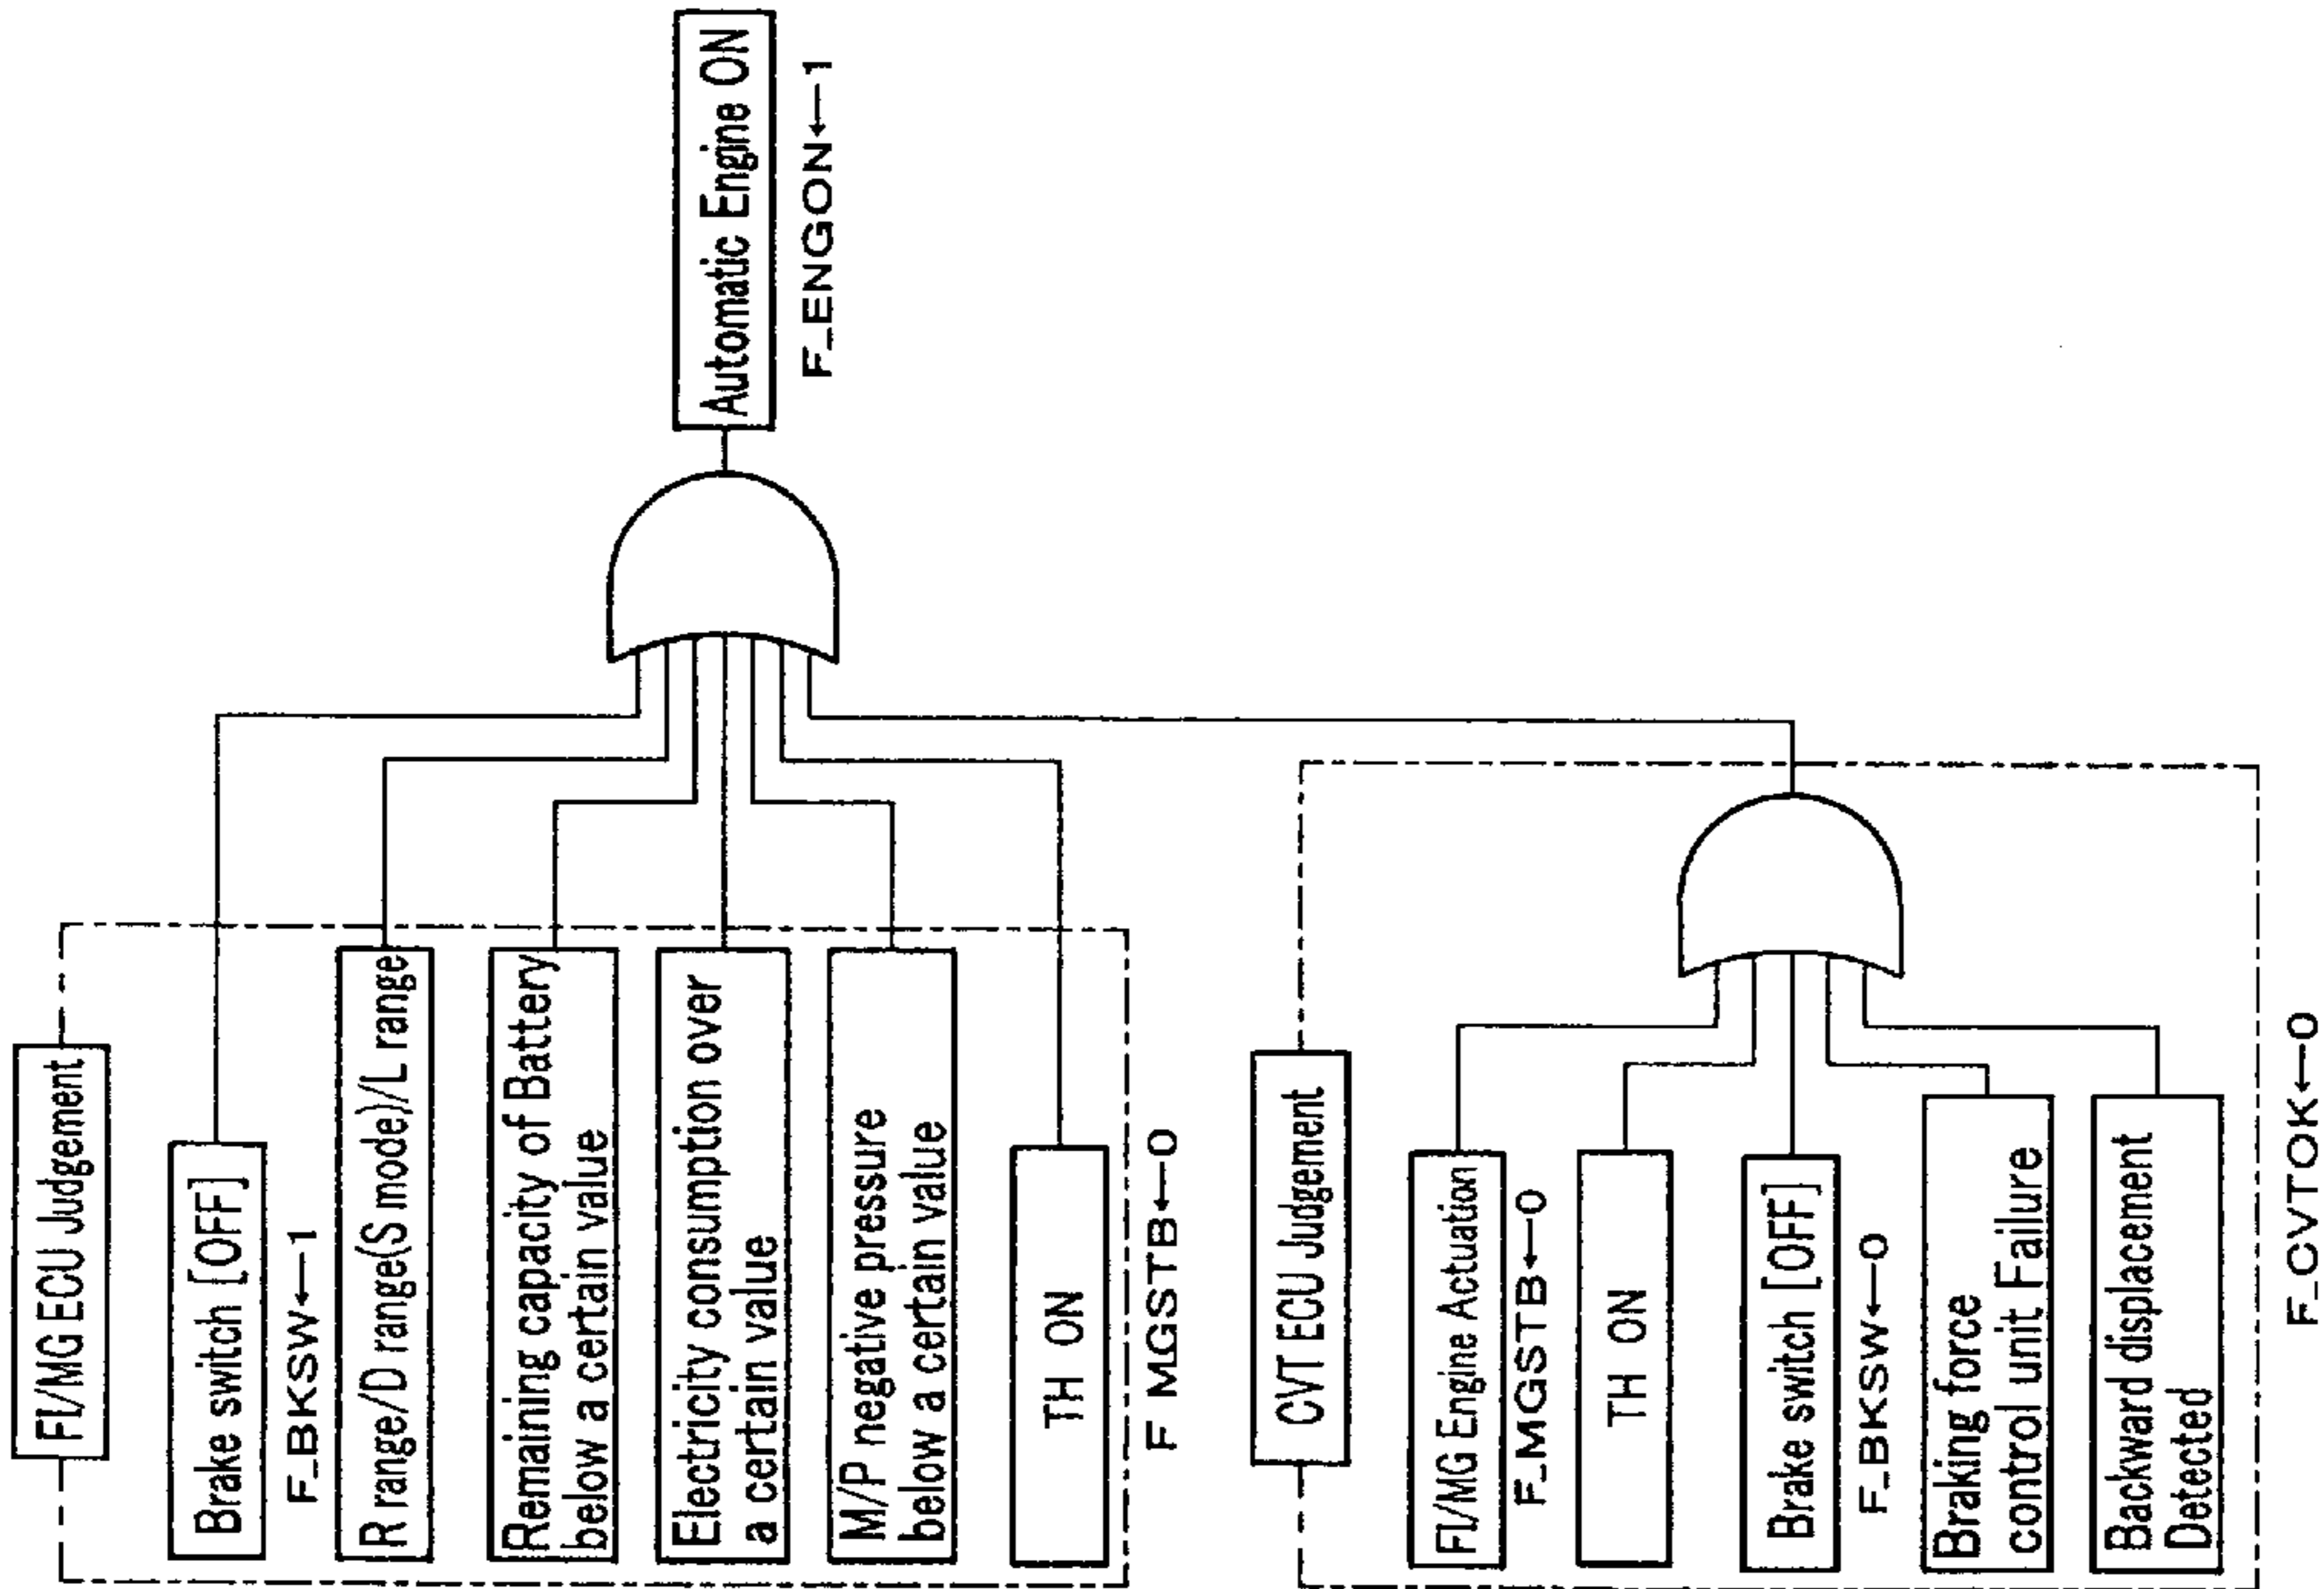 FI/MG ECU Judgement
Brake switch [OFF]
F_BKSW←1
R range/D range(S mode)/L range
Remaining capacity of Battery
below a certain value
Electricity consumption over
a certain value
M/P negative pressure
below a certain value
TH ON
F MGSTB←0
Automatic Engine ON
F_ENGON←1
CVT ECU Judgement
FI/MG Engine Actuation
F_MGSTB←0
TH ON
Brake switch [OFF]
F_BKSW←0
Braking force
control unit Failure
Backward displacement
Detected
F_CVTOK←0